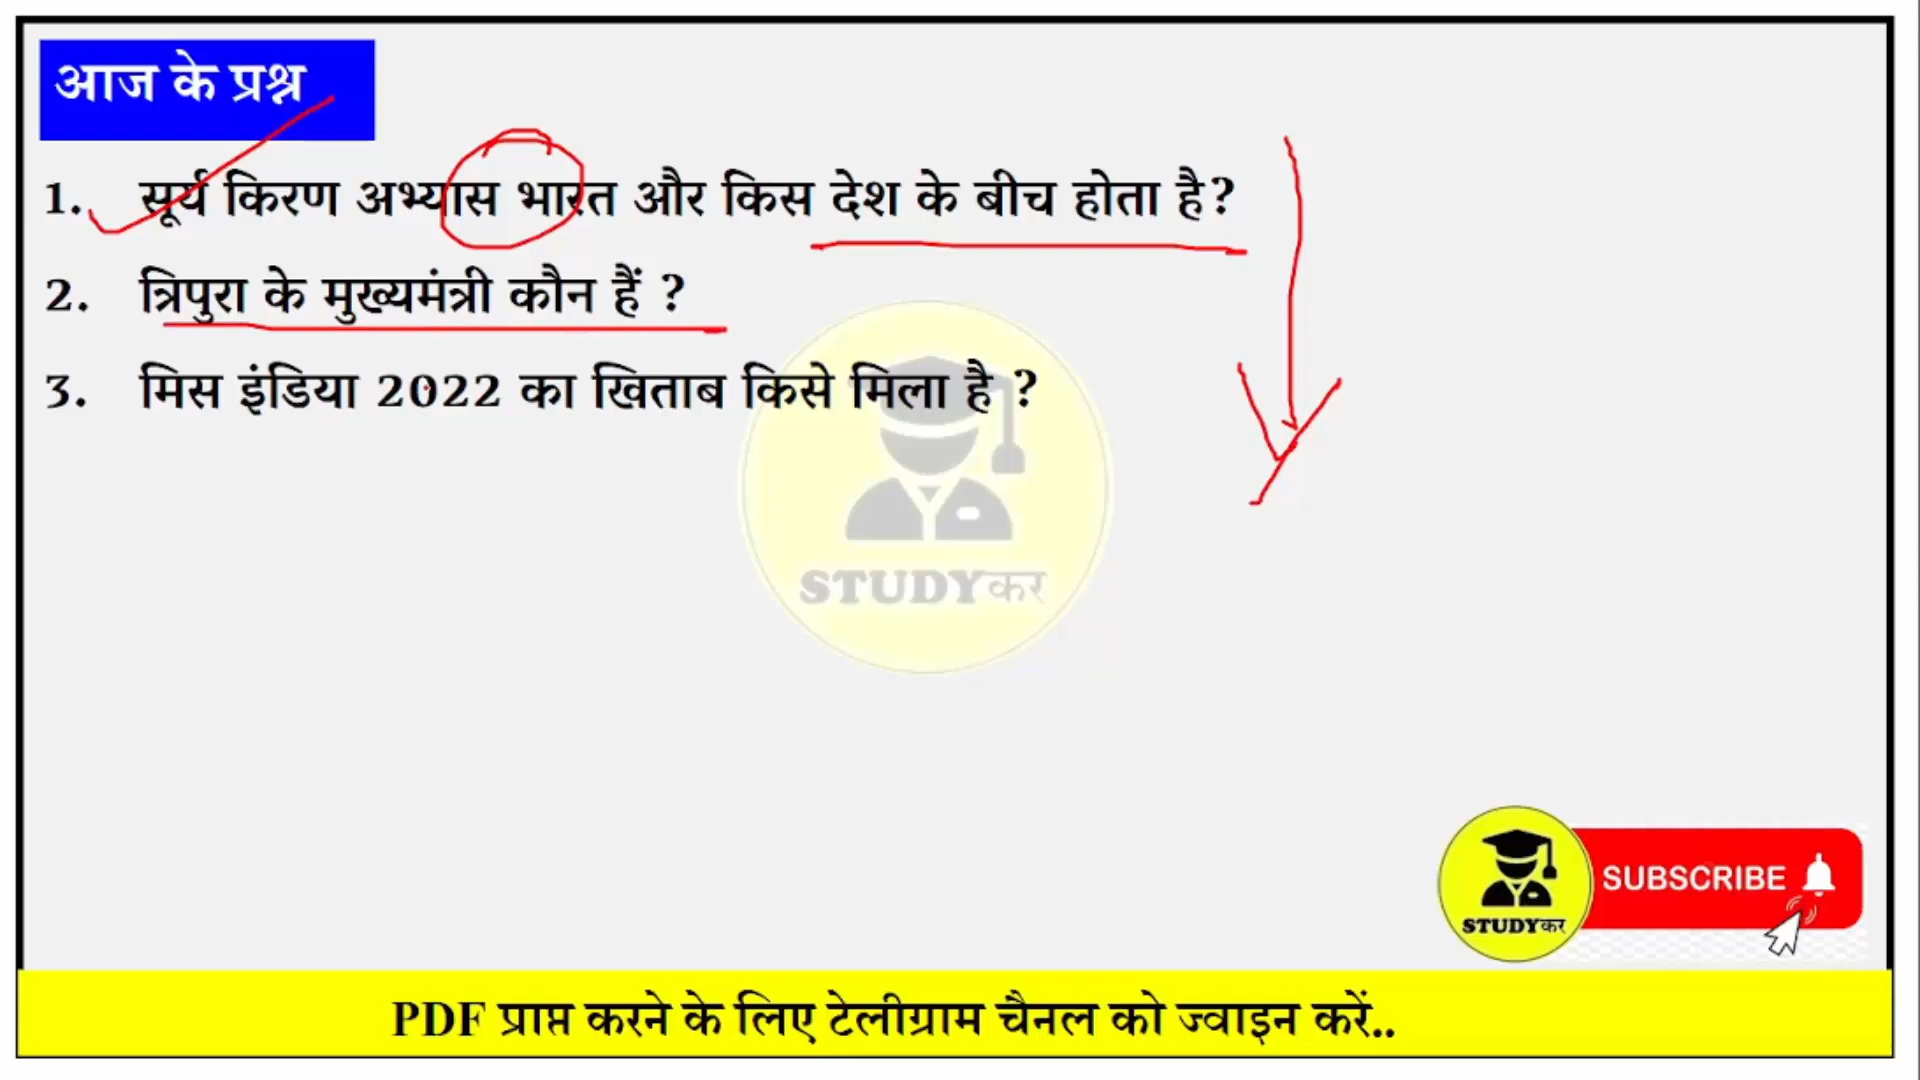 आज के प्रश्न
1. सूर्य किरण अभ्यास भारत और किस देश के बीच होता है?
2. त्रिपुरा के मुख्यमंत्री कौन हैं ?
3. मिस इंडिया 2022 का खिताब किसे मिला है ?
STUDYकर
SUBSCRIBE
STUDYकर
PDF प्राप्त करने के लिए टेलीग्राम चैनल को ज्वाइन करें..